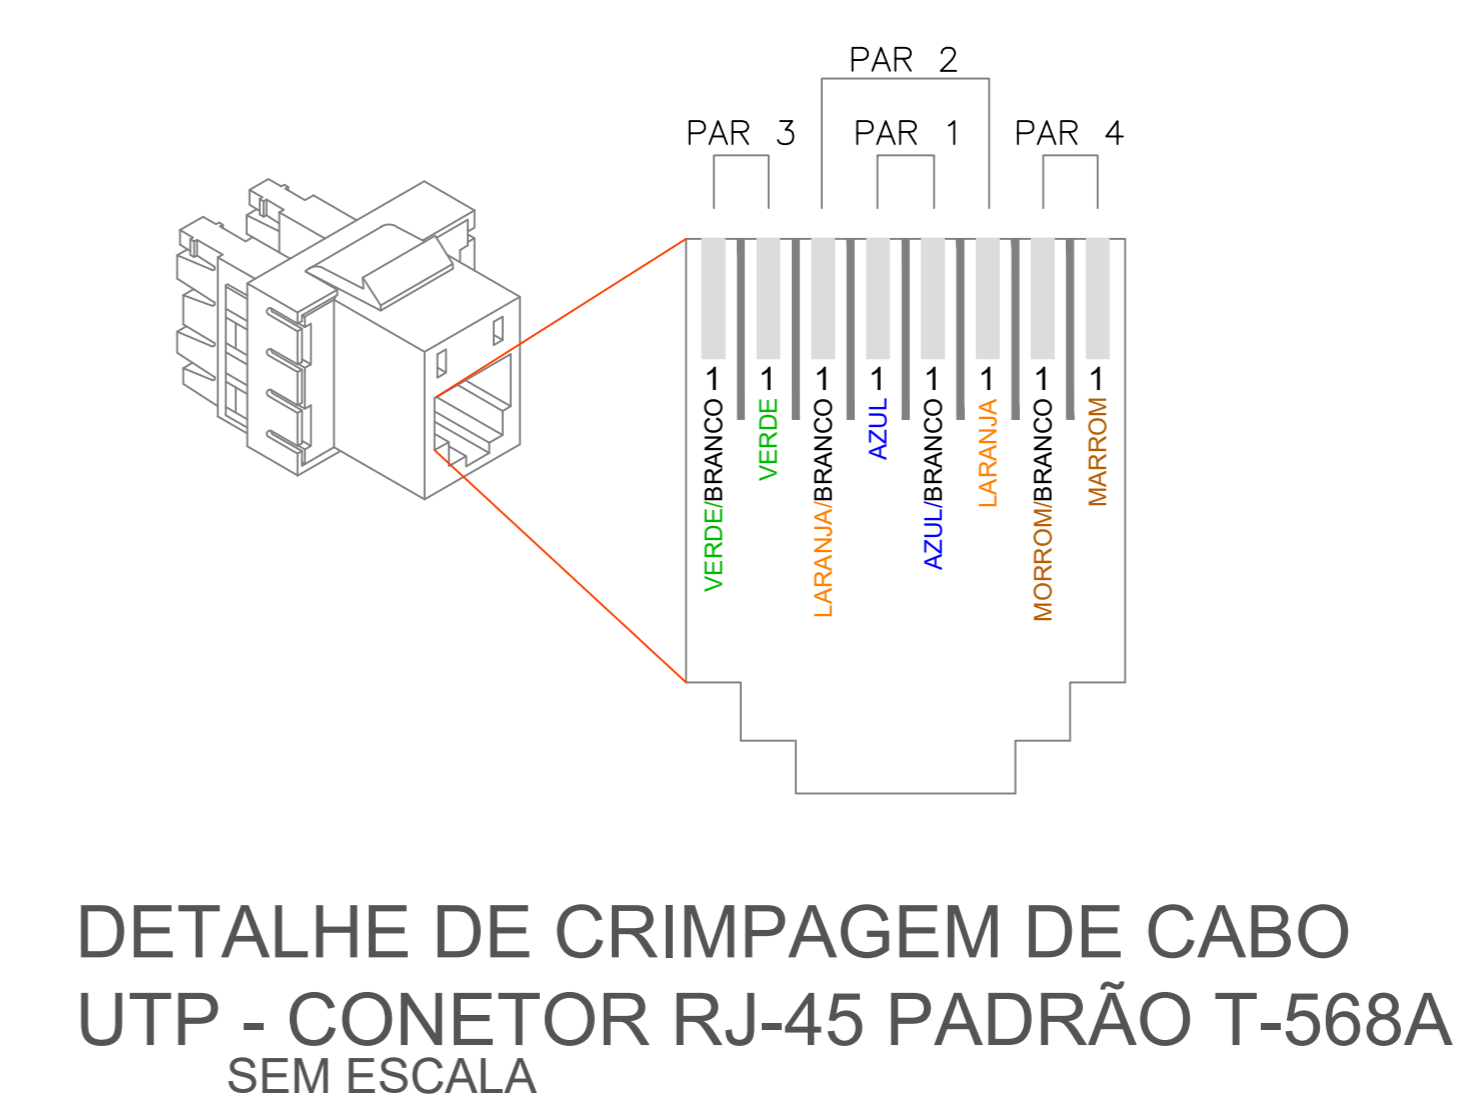 PAR 2
PAR 3
PAR 1
PAR 4
1 1 1 1 1 1 1 1
VERDE/BRANCO
VERDE
LARANJA/BRANCO
AZUL
AZUL/BRANCO
LARANJA
MORROM/BRANCO
MARROM
DETALHE DE CRIMPAGEM DE CABO
UTP - CONETOR RJ-45 PADRÃO T-568A
SEM ESCALA